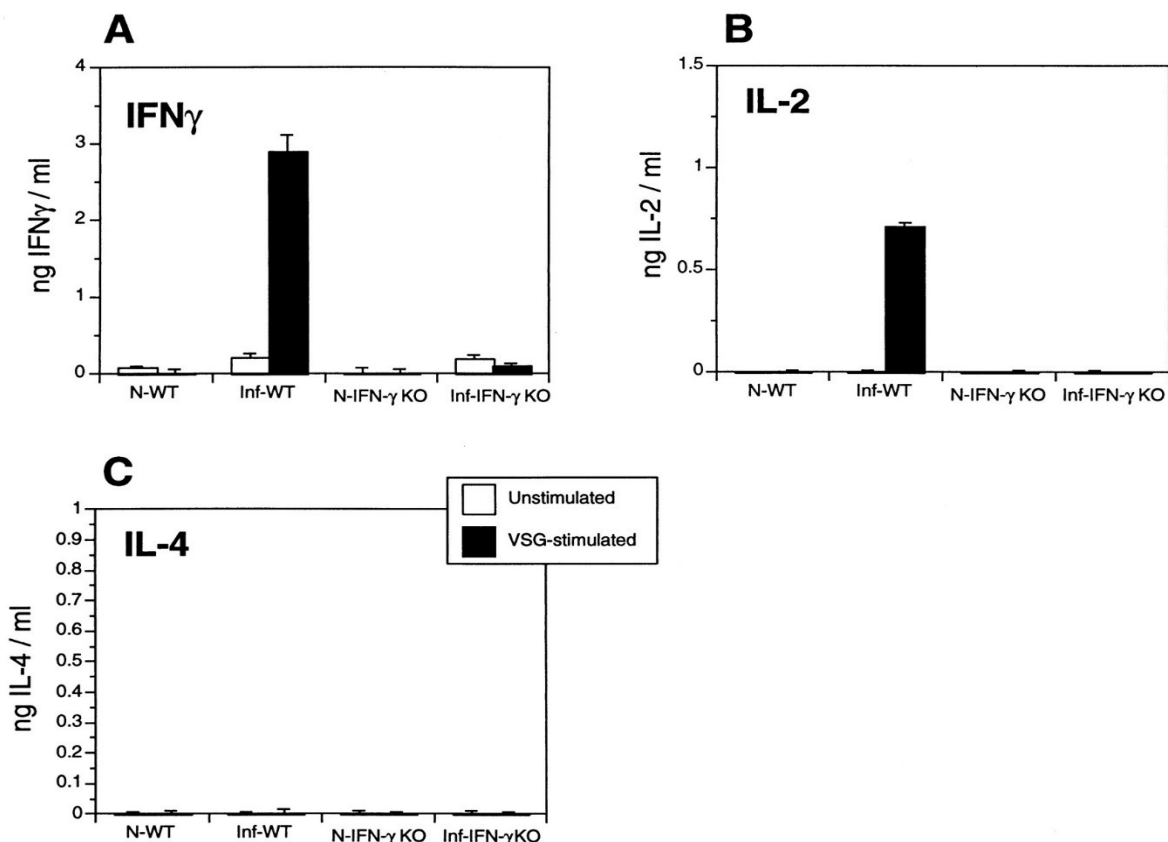 A
IFNγ
ng IFNγ / ml
4
3
2
1
0
N-WT
Inf-WT
N-IFN-γ KO
Inf-IFN-γ KO
B
IL-2
ng IL-2 / ml
1.5
1
0.5
0
N-WT
Inf-WT
N-IFN-γ KO
Inf-IFN-γ KO
C
IL-4
ng IL-4 / ml
1
0.9
0.8
0.7
0.6
0.5
0.4
0.3
0.2
0.1
0
N-WT
Inf-WT
N-IFN-γ KO
Inf-IFN-γKO
Unstimulated
VSG-stimulated